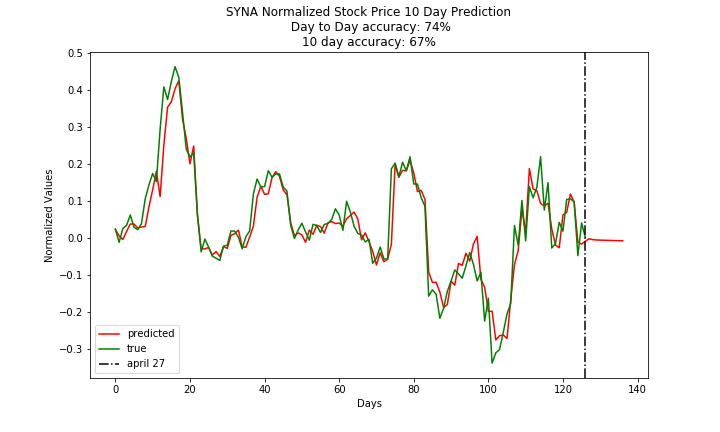 SYNA Normalized Stock Price 10 Day Prediction
Day to Day accuracy: 74%
10 day accuracy: 67%
Normalized Values
0.5
0.4
0.3
0.2
0.1
0.0
−0.1
−0.2
−0.3
predicted
true
april 27
0 20 40 60 80 100 120 140
Days